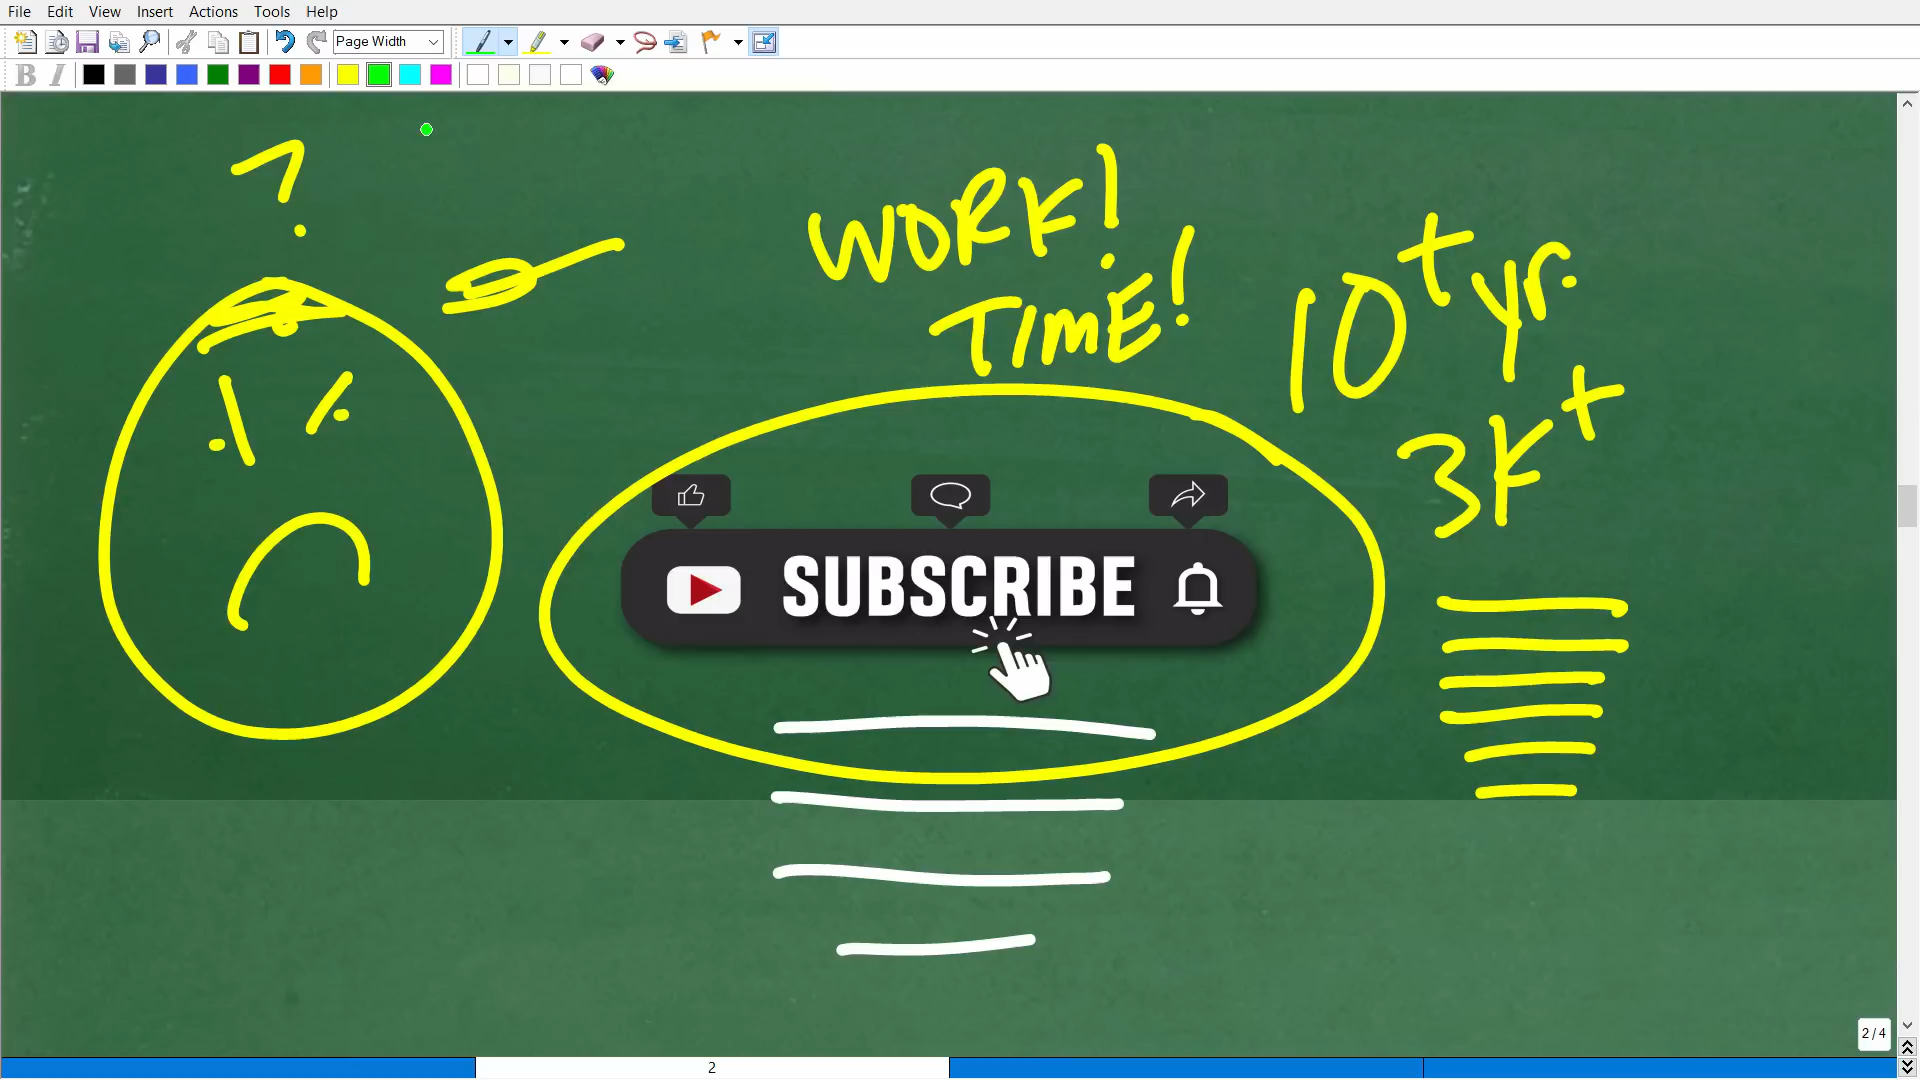 File Edit View Insert Actions Tools Help
Page Width
B I
?
WORK!
TIME!
10+ yr.
3K+
SUBSCRIBE
2 / 4
2